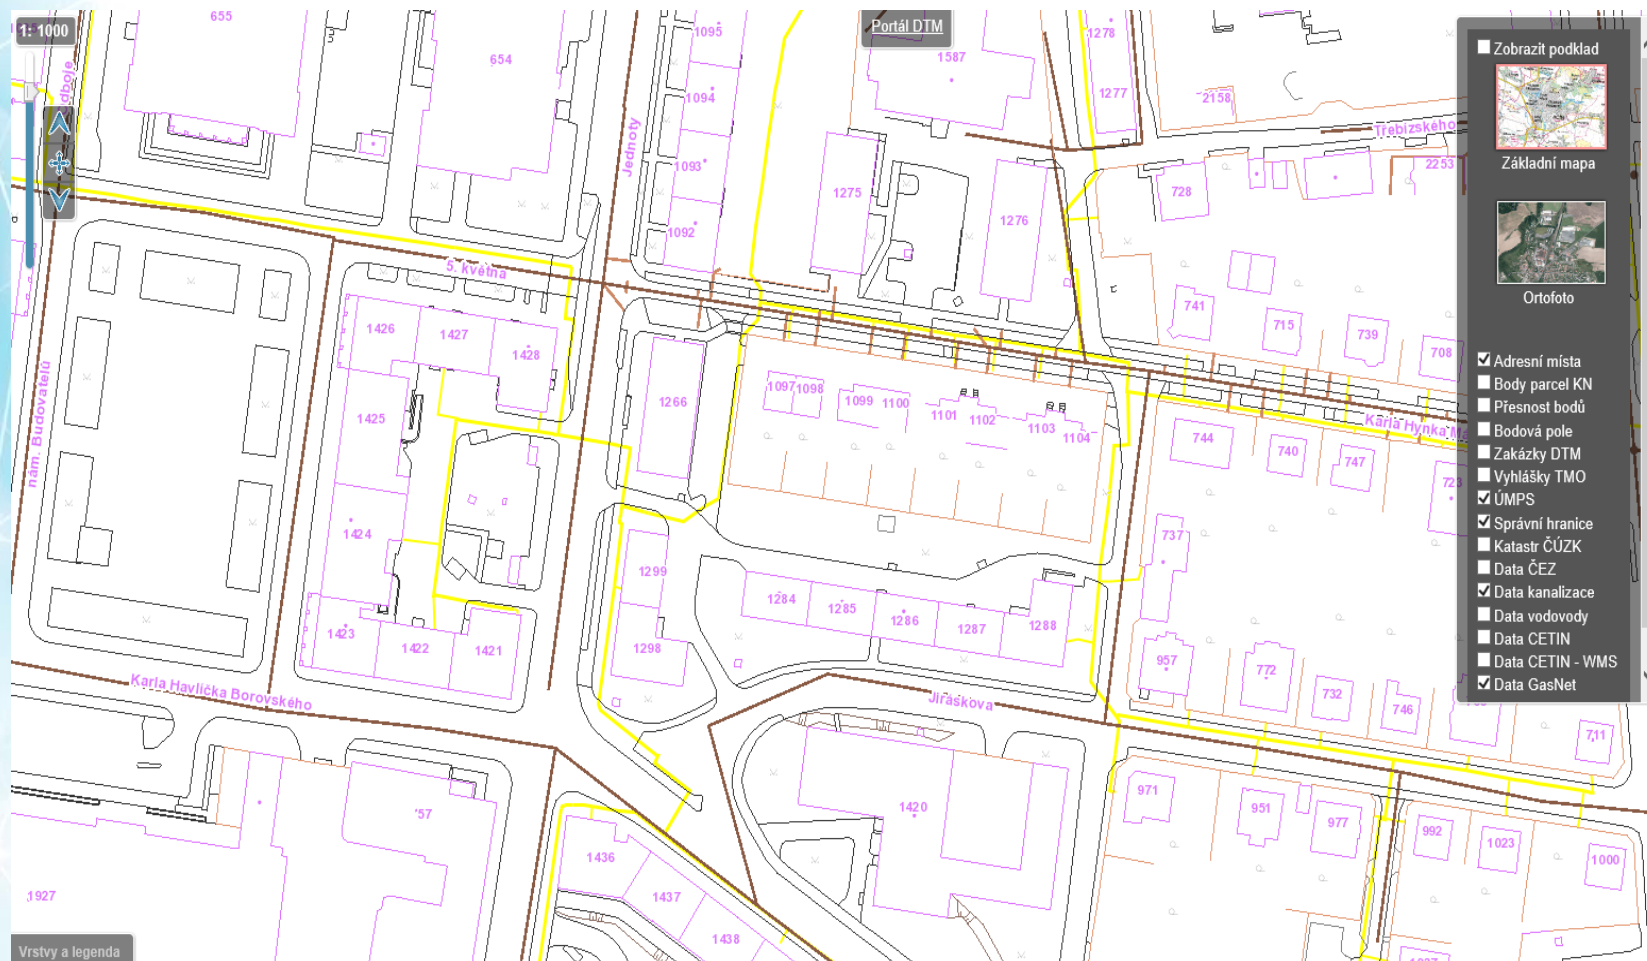 1: 1000
Portál DTM
655
654
1095
1094
1093
1092
1587
1278
1277
2158
Třebízského
2253
Jednoty
1275
1276
728
741
715
739
708
5. května
1426
1427
1428
1425
1424
1423
1422
1421
nám. Budovatelů
1266
1097
1098
1099
1100
1101
1102
1103
1104
744
740
747
723
737
1299
1298
1284
1285
1286
1287
1288
957
772
732
746
711
Karla Havlíčka Borovského
Jiráskova
1420
971
951
977
992
1023
1000
1436
1437
1438
1927
Vrstvy a legenda
Zobrazit podklad
Základní mapa
Ortofoto
Adresní místa
Body parcel KN
Přesnost bodů
Bodová pole
Zakázky DTM
Vyhlášky TMO
ÚMPS
Správní hranice
Katastr ČÚZK
Data ČEZ
Data kanalizace
Data vodovody
Data CETIN
Data CETIN - WMS
Data GasNet